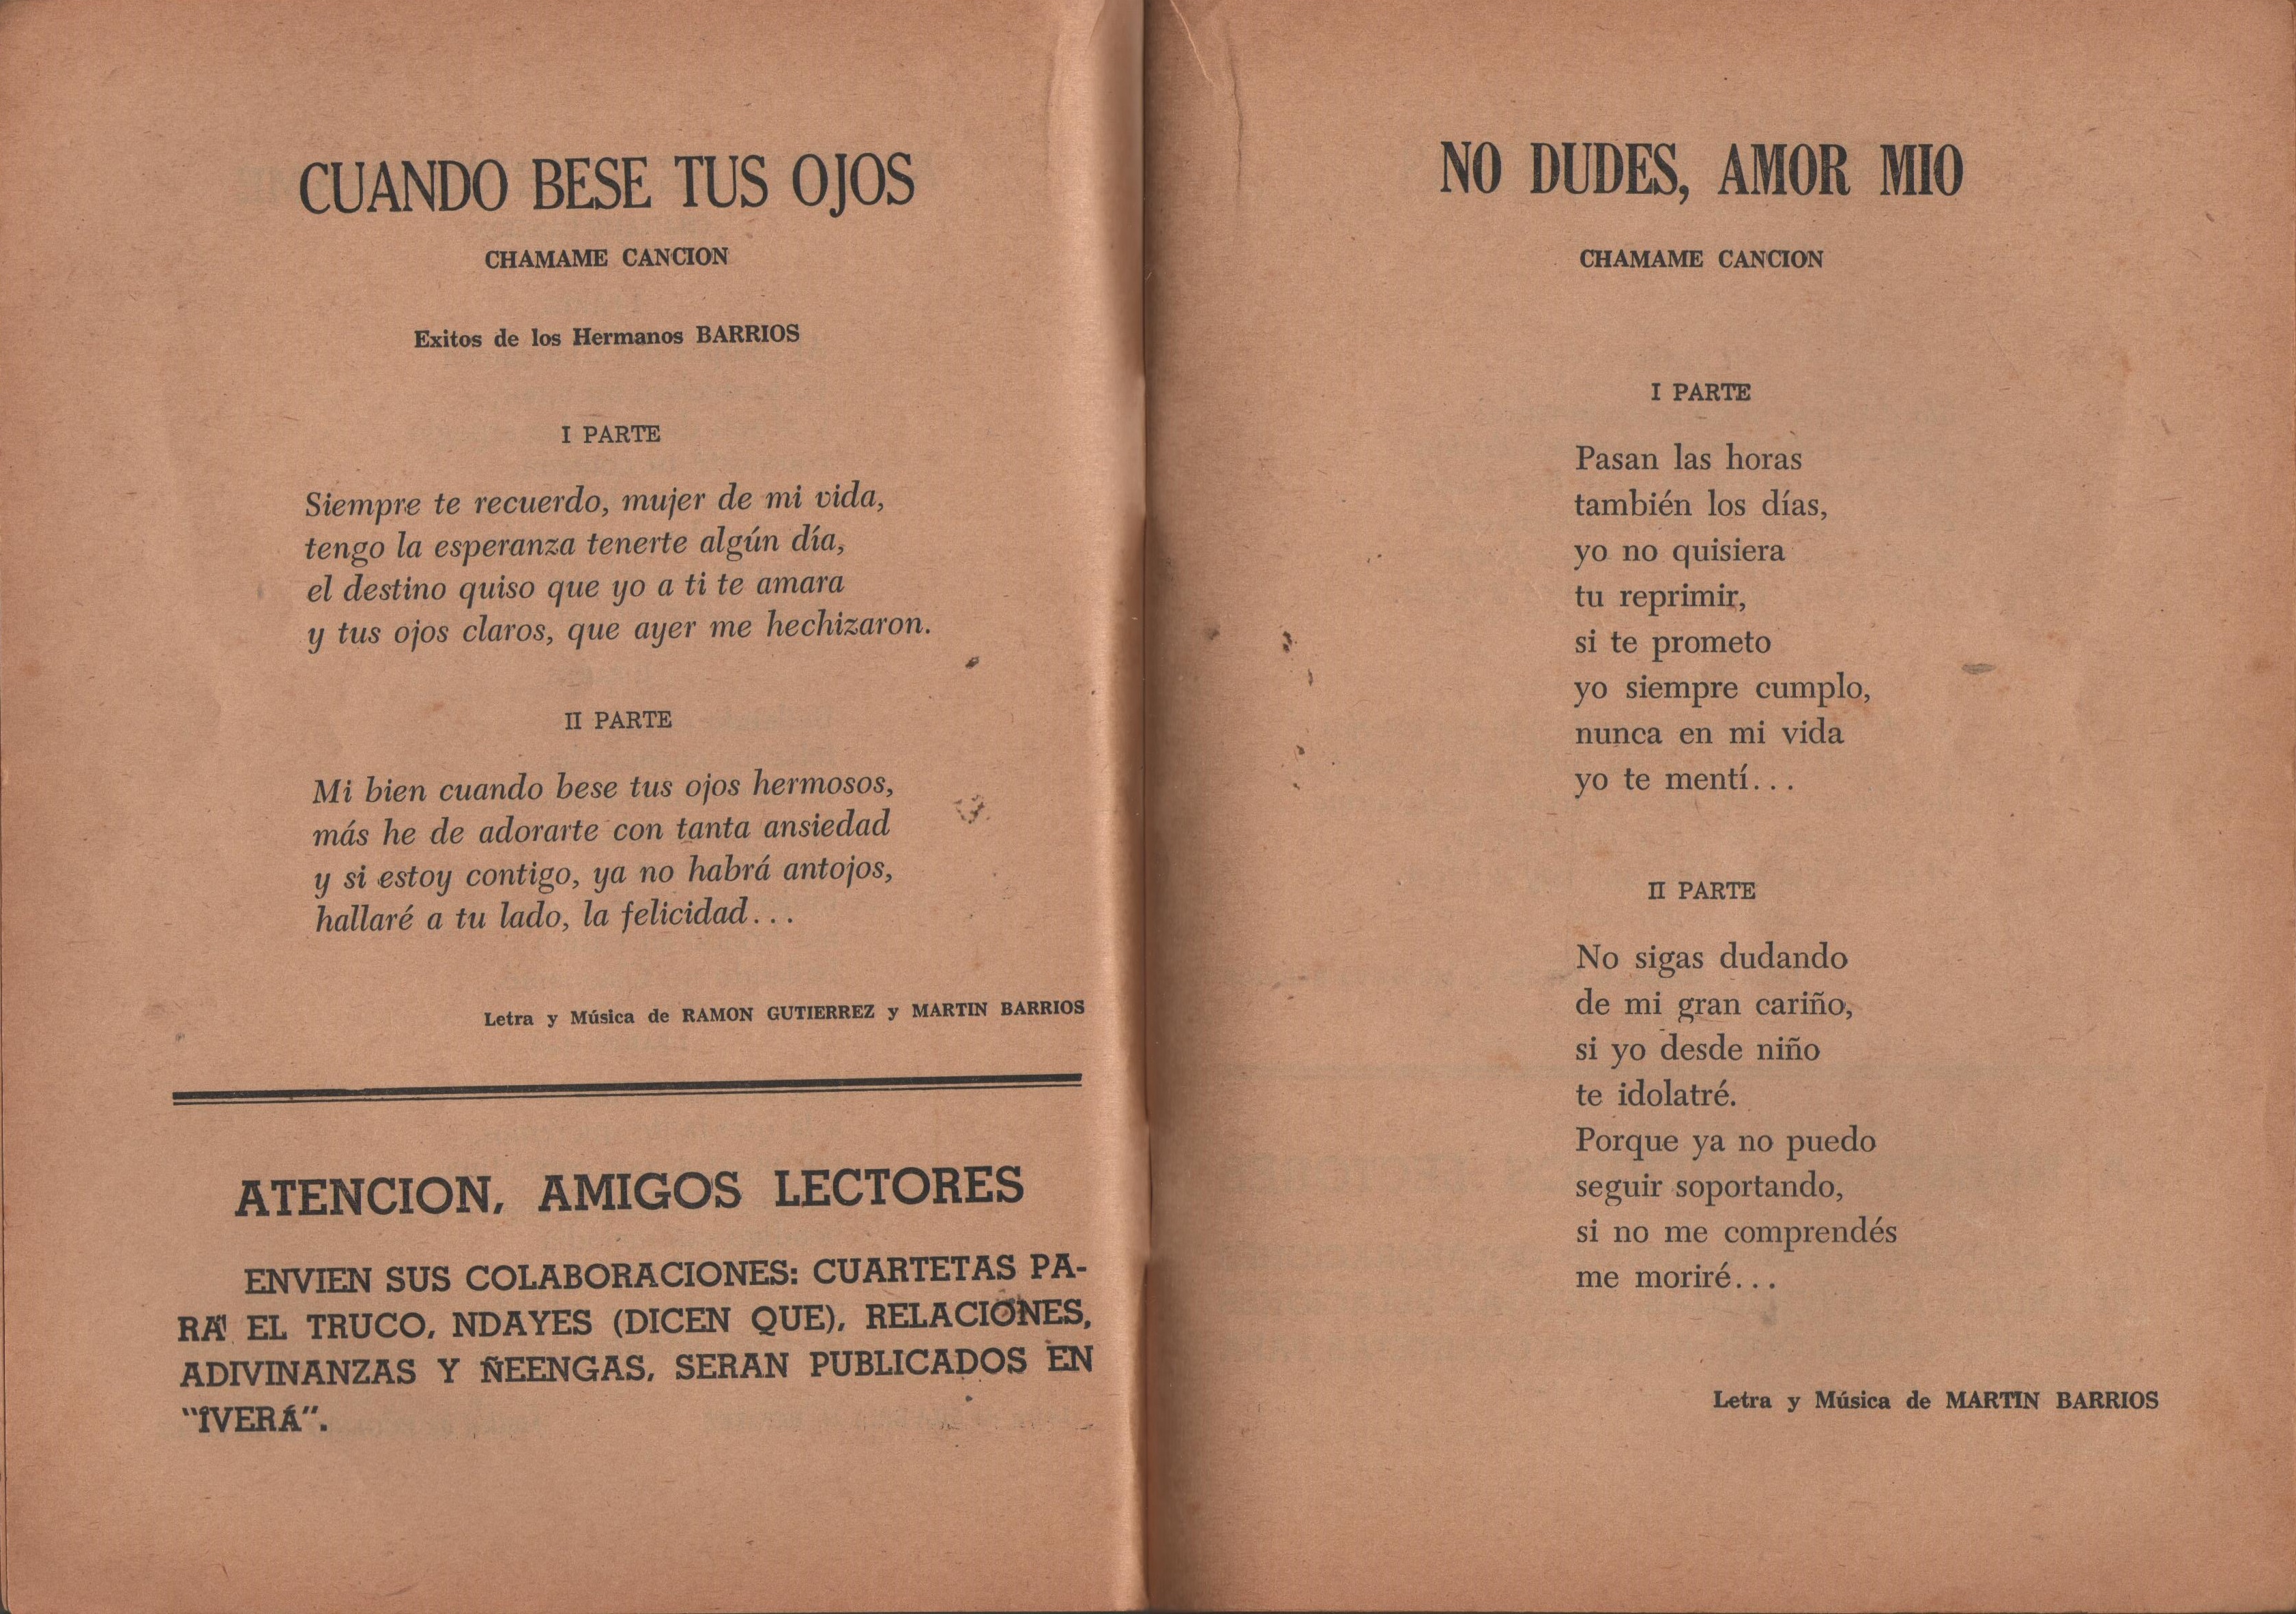 CUANDO BESE TUS OJOS
CHAMAME CANCION
Exitos de los Hermanos BARRIOS
I PARTE
Siempre te recuerdo, mujer de mi vida,
tengo la esperanza tenerte algún día,
el destino quiso que yo a ti te amara
y tus ojos claros, que ayer me hechizaron.
II PARTE
Mi bien cuando bese tus ojos hermosos,
más he de adorarte con tanta ansiedad
y si estoy contigo, ya no habrá antojos,
hallaré a tu lado, la felicidad...
Letra y Música de RAMON GUTIERREZ y MARTIN BARRIOS
ATENCION, AMIGOS LECTORES
ENVIEN SUS COLABORACIONES: CUARTETAS PA-
RA EL TRUCO, NDAYES (DICEN QUE), RELACIONES,
ADIVINANZAS Y ÑEENGAS, SERAN PUBLICADOS EN
"ÎVERÁ".
NO DUDES, AMOR MIO
CHAMAME CANCION
I PARTE
Pasan las horas
también los días,
yo no quisiera
tu reprimir,
si te prometo
yo siempre cumplo,
nunca en mi vida
yo te mentí...
II PARTE
No sigas dudando
de mi gran cariño,
si yo desde niño
te idolatré.
Porque ya no puedo
seguir soportando,
si no me comprendés
me moriré...
Letra y Música de MARTIN BARRIOS